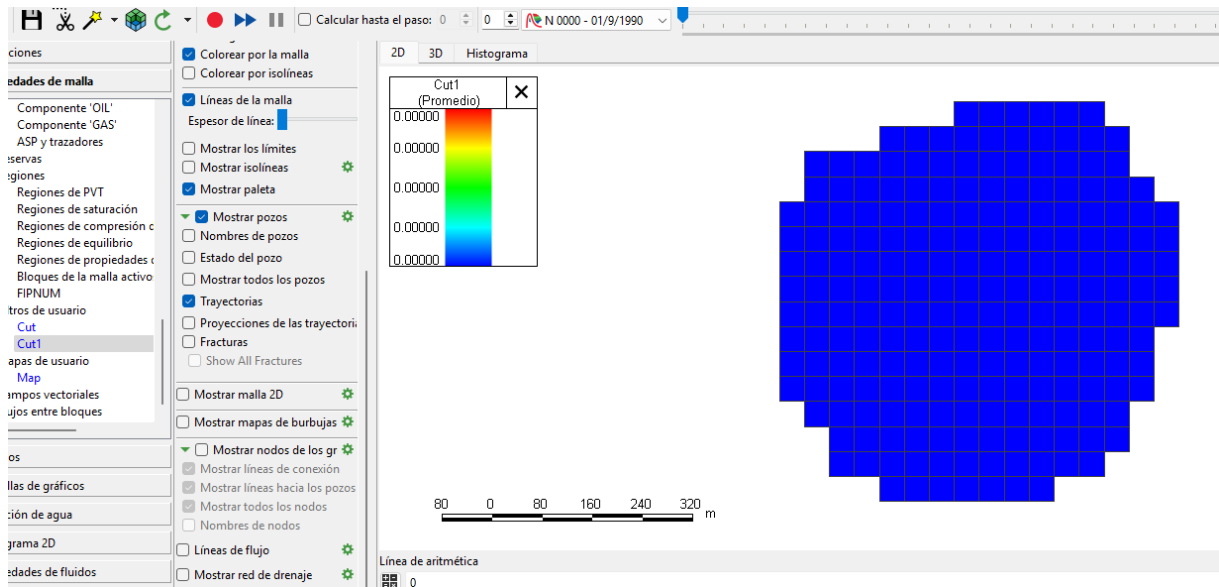 Calcular hasta el paso: 0 0 N 0000 - 01/9/1990
ciones
edades de malla
Componente 'OIL'
Componente 'GAS'
ASP y trazadores
eservas
egiones
Regiones de PVT
Regiones de saturación
Regiones de compresión c
Regiones de equilibrio
Regiones de propiedades c
Bloques de la malla activo
FIPNUM
ltros de usuario
Cut
Cut1
apas de usuario
Map
ampos vectoriales
ujos entre bloques
os
llas de gráficos
ción de agua
grama 2D
edades de fluidos
Colorear por la malla
Colorear por isolíneas
Líneas de la malla
Espesor de línea:
Mostrar los límites
Mostrar isolíneas
Mostrar paleta
Mostrar pozos
Nombres de pozos
Estado del pozo
Mostrar todos los pozos
Trayectorias
Proyecciones de las trayectori
Fracturas
Show All Fractures
Mostrar malla 2D
Mostrar mapas de burbujas
Mostrar nodos de los gr
Mostrar líneas de conexión
Mostrar líneas hacia los pozos
Mostrar todos los nodos
Nombres de nodos
Líneas de flujo
Mostrar red de drenaje
2D 3D Histograma
Cut1
(Promedio)
0.00000
0.00000
0.00000
0.00000
0.00000
80 0 80 160 240 320 m
Línea de aritmética
0